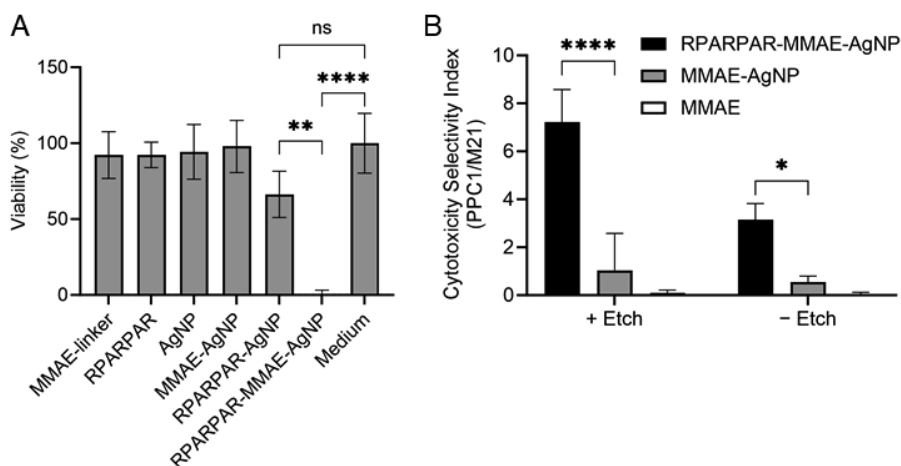 A
ns
****
**
150
100
50
0
Viability (%)
MMAE-linker
RPARPAR
AgNP
MMAE-AgNP
RPARPAR-AgNP
RPARPAR-MMAE-AgNP
Medium
B
RPARPAR-MMAE-AgNP
MMAE-AgNP
MMAE
****
*
10
8
6
4
2
0
Cytotoxicity Selectivity Index
(PPC1/M21)
+ Etch
− Etch